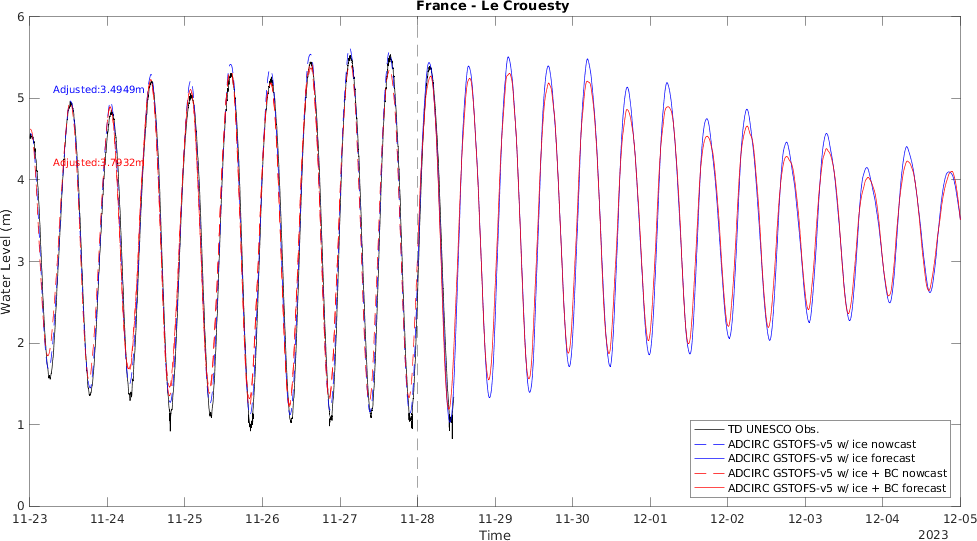 France - Le Crouesty
6
5
4
3
2
1
0
Water Level (m)
Adjusted:3.4949m
Adjusted:3.7932m
TD UNESCO Obs.
ADCIRC GSTOFS-v5 w/ ice nowcast
ADCIRC GSTOFS-v5 w/ ice forecast
ADCIRC GSTOFS-v5 w/ ice + BC nowcast
ADCIRC GSTOFS-v5 w/ ice + BC forecast
11-23 11-24 11-25 11-26 11-27 11-28 11-29 11-30 12-01 12-02 12-03 12-04 12-05
Time
2023